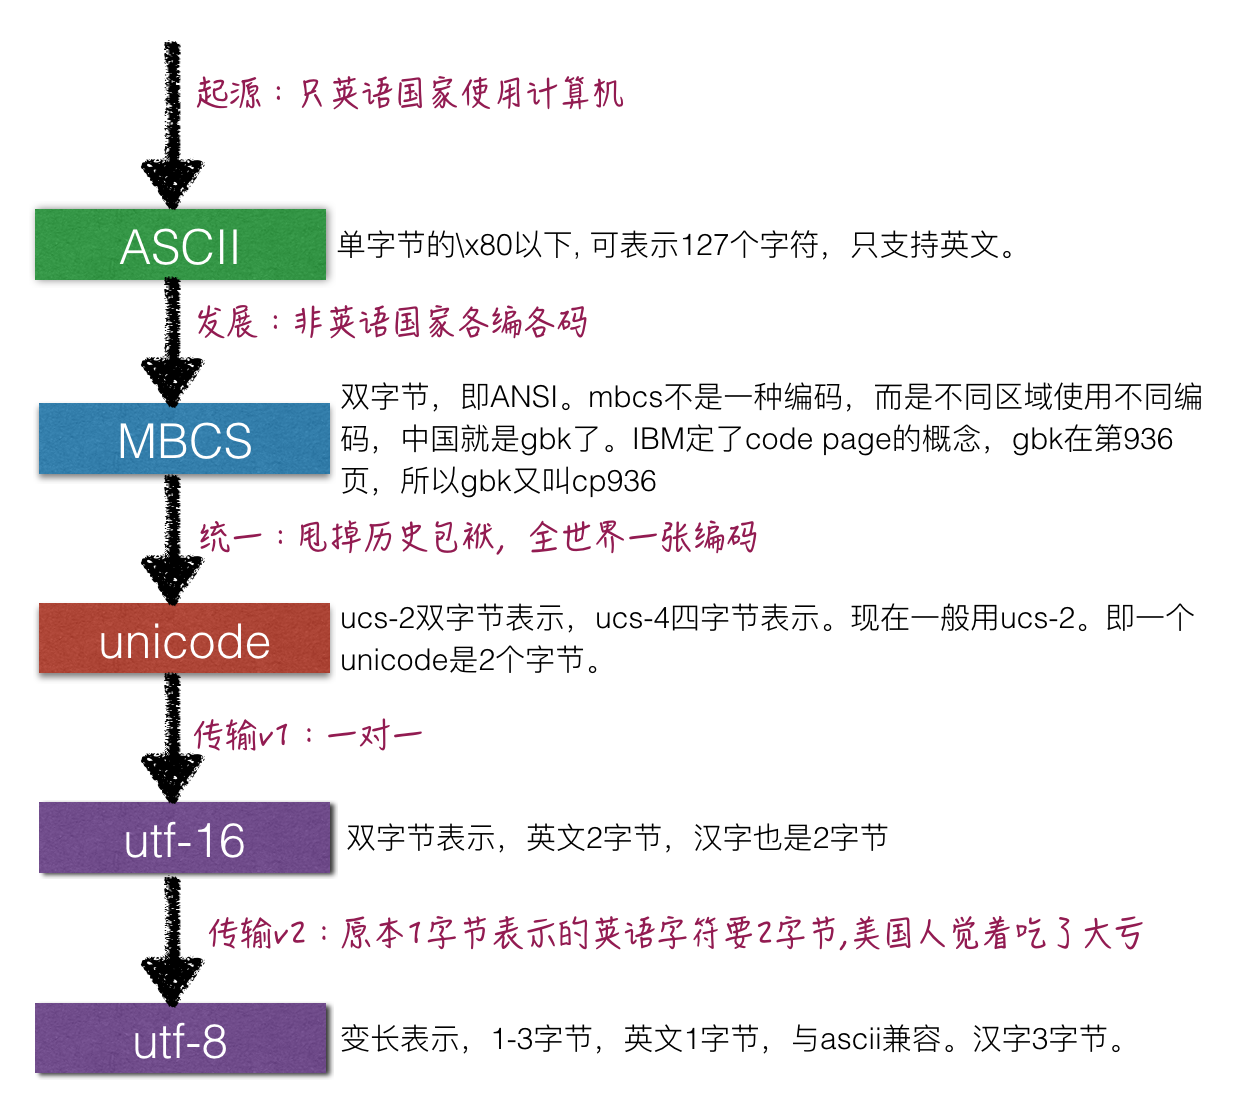 起源：只英语国家使用计算机
ASCII
单字节的\x80以下, 可表示127个字符，只支持英文。
发展：非英语国家各编各码
MBCS
双字节，即ANSI。mbcs不是一种编码，而是不同区域使用不同编
码，中国就是gbk了。IBM定了code page的概念，gbk在第936
页，所以gbk又叫cp936
统一：甩掉历史包袱，全世界一张编码
unicode
ucs-2双字节表示，ucs-4四字节表示。现在一般用ucs-2。即一个
unicode是2个字节。
传输v1：一对一
utf-16
双字节表示，英文2字节，汉字也是2字节
传输v2：原本1字节表示的英语字符要2字节,美国人觉着吃了大亏
utf-8
变长表示，1-3字节，英文1字节，与ascii兼容。汉字3字节。